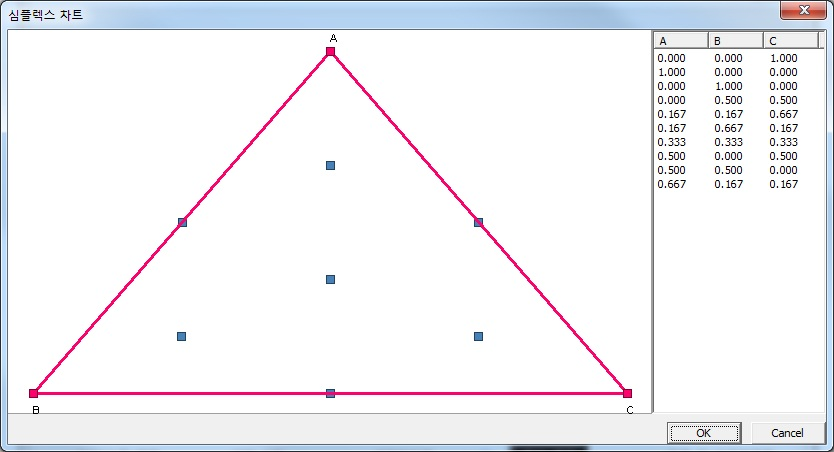 심플렉스 차트
A
B
C
A B C
0.000 0.000 1.000
1.000 0.000 0.000
0.000 1.000 0.000
0.000 0.500 0.500
0.167 0.167 0.667
0.167 0.667 0.167
0.333 0.333 0.333
0.500 0.000 0.500
0.500 0.500 0.000
0.667 0.167 0.167
OK Cancel